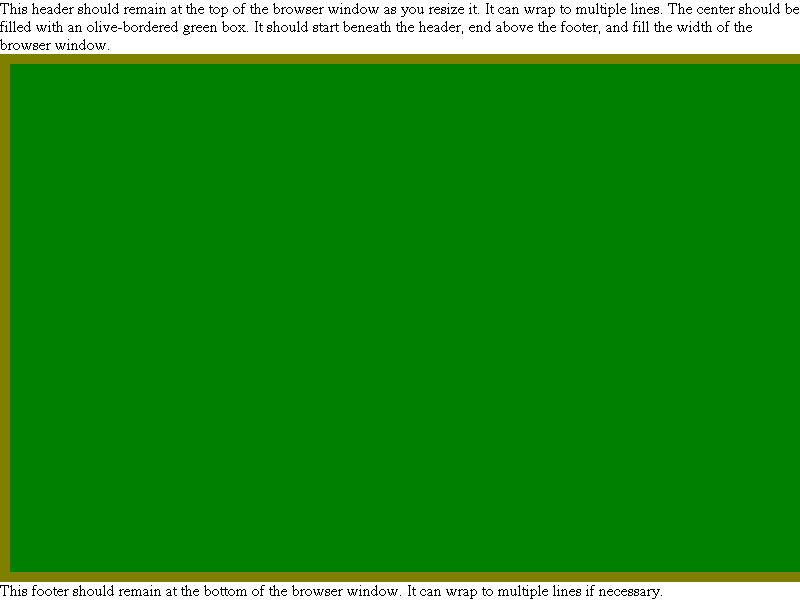 This header should remain at the top of the browser window as you resize it. It can wrap to multiple lines. The center should be
filled with an olive-bordered green box. It should start beneath the header, end above the footer, and fill the width of the
browser window.
This footer should remain at the bottom of the browser window. It can wrap to multiple lines if necessary.